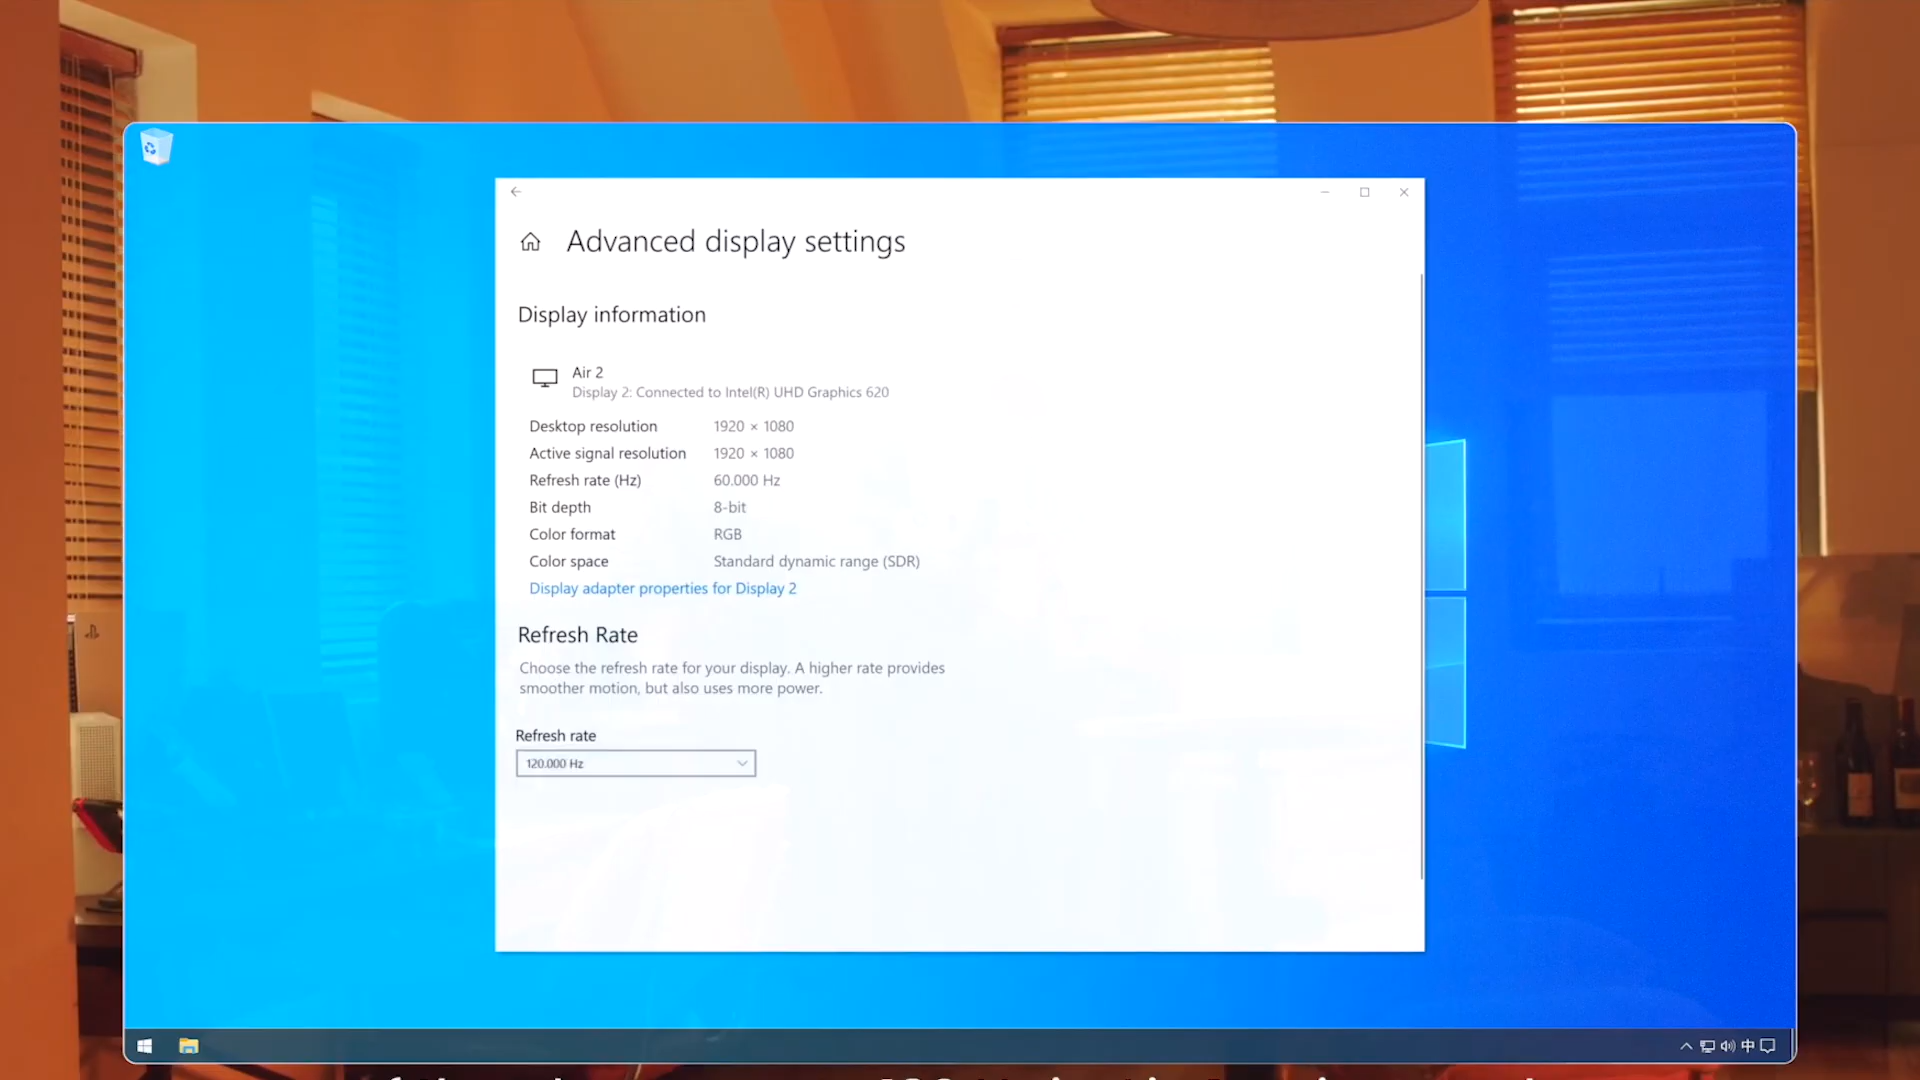 Advanced display settings
Display information
Air 2
Display 2: Connected to Intel(R) UHD Graphics 620
Desktop resolution 1920 × 1080
Active signal resolution 1920 × 1080
Refresh rate (Hz) 60.000 Hz
Bit depth 8-bit
Color format RGB
Color space Standard dynamic range (SDR)
Display adapter properties for Display 2
Refresh Rate
Choose the refresh rate for your display. A higher rate provides
smoother motion, but also uses more power.
Refresh rate
120.000 Hz
中